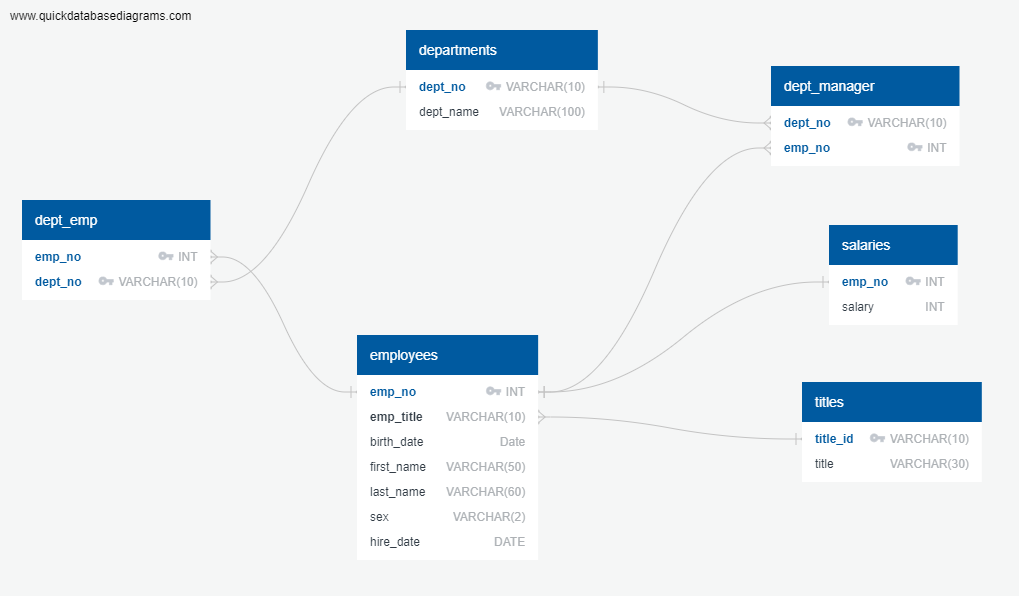 www.quickdatabasediagrams.com
departments
dept_no VARCHAR(10)
dept_name VARCHAR(100)
dept_manager
dept_no VARCHAR(10)
emp_no INT
dept_emp
emp_no INT
dept_no VARCHAR(10)
salaries
emp_no INT
salary INT
employees
emp_no INT
emp_title VARCHAR(10)
birth_date Date
first_name VARCHAR(50)
last_name VARCHAR(60)
sex VARCHAR(2)
hire_date DATE
titles
title_id VARCHAR(10)
title VARCHAR(30)